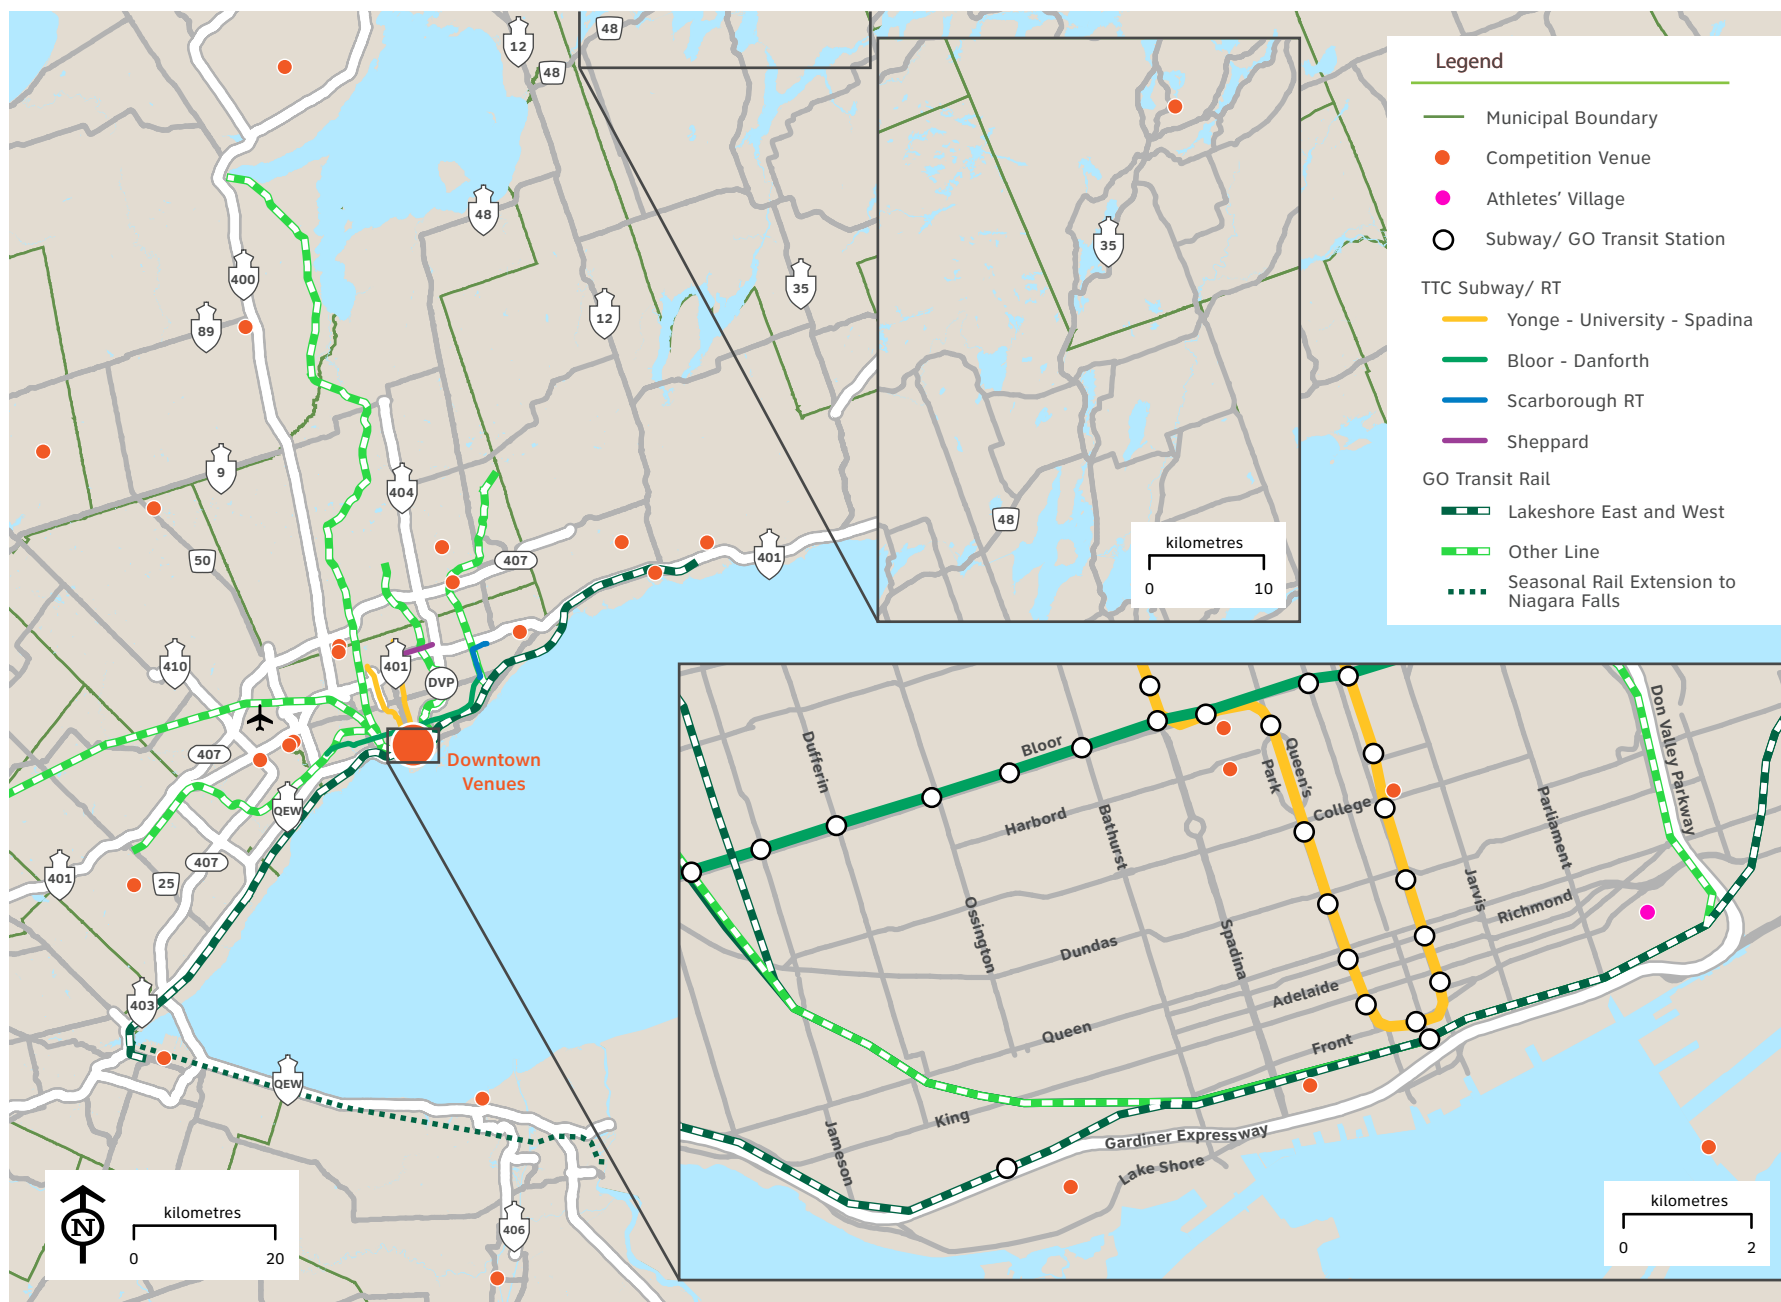 12
48
48
48
400
89
12
35
9
404
50
407
401
410
401
DVP
407
QEW
Downtown
Venues
407
401
25
403
QEW
406
N
kilometres
0 20
35
48
kilometres
0 10
Legend
Municipal Boundary
Competition Venue
Athletes’ Village
Subway/ GO Transit Station
TTC Subway/ RT
Yonge - University - Spadina
Bloor - Danforth
Scarborough RT
Sheppard
GO Transit Rail
Lakeshore East and West
Other Line
Seasonal Rail Extension to
Niagara Falls
Dufferin
Bloor
Harbord
Bathurst
Queen's
Park
College
Parliament
Don Valley Parkway
Jarvis
Richmond
Ossington
Dundas
Spadina
Adelaide
Queen
Front
King
Jameson
Gardiner Expressway
Lake Shore
kilometres
0 2